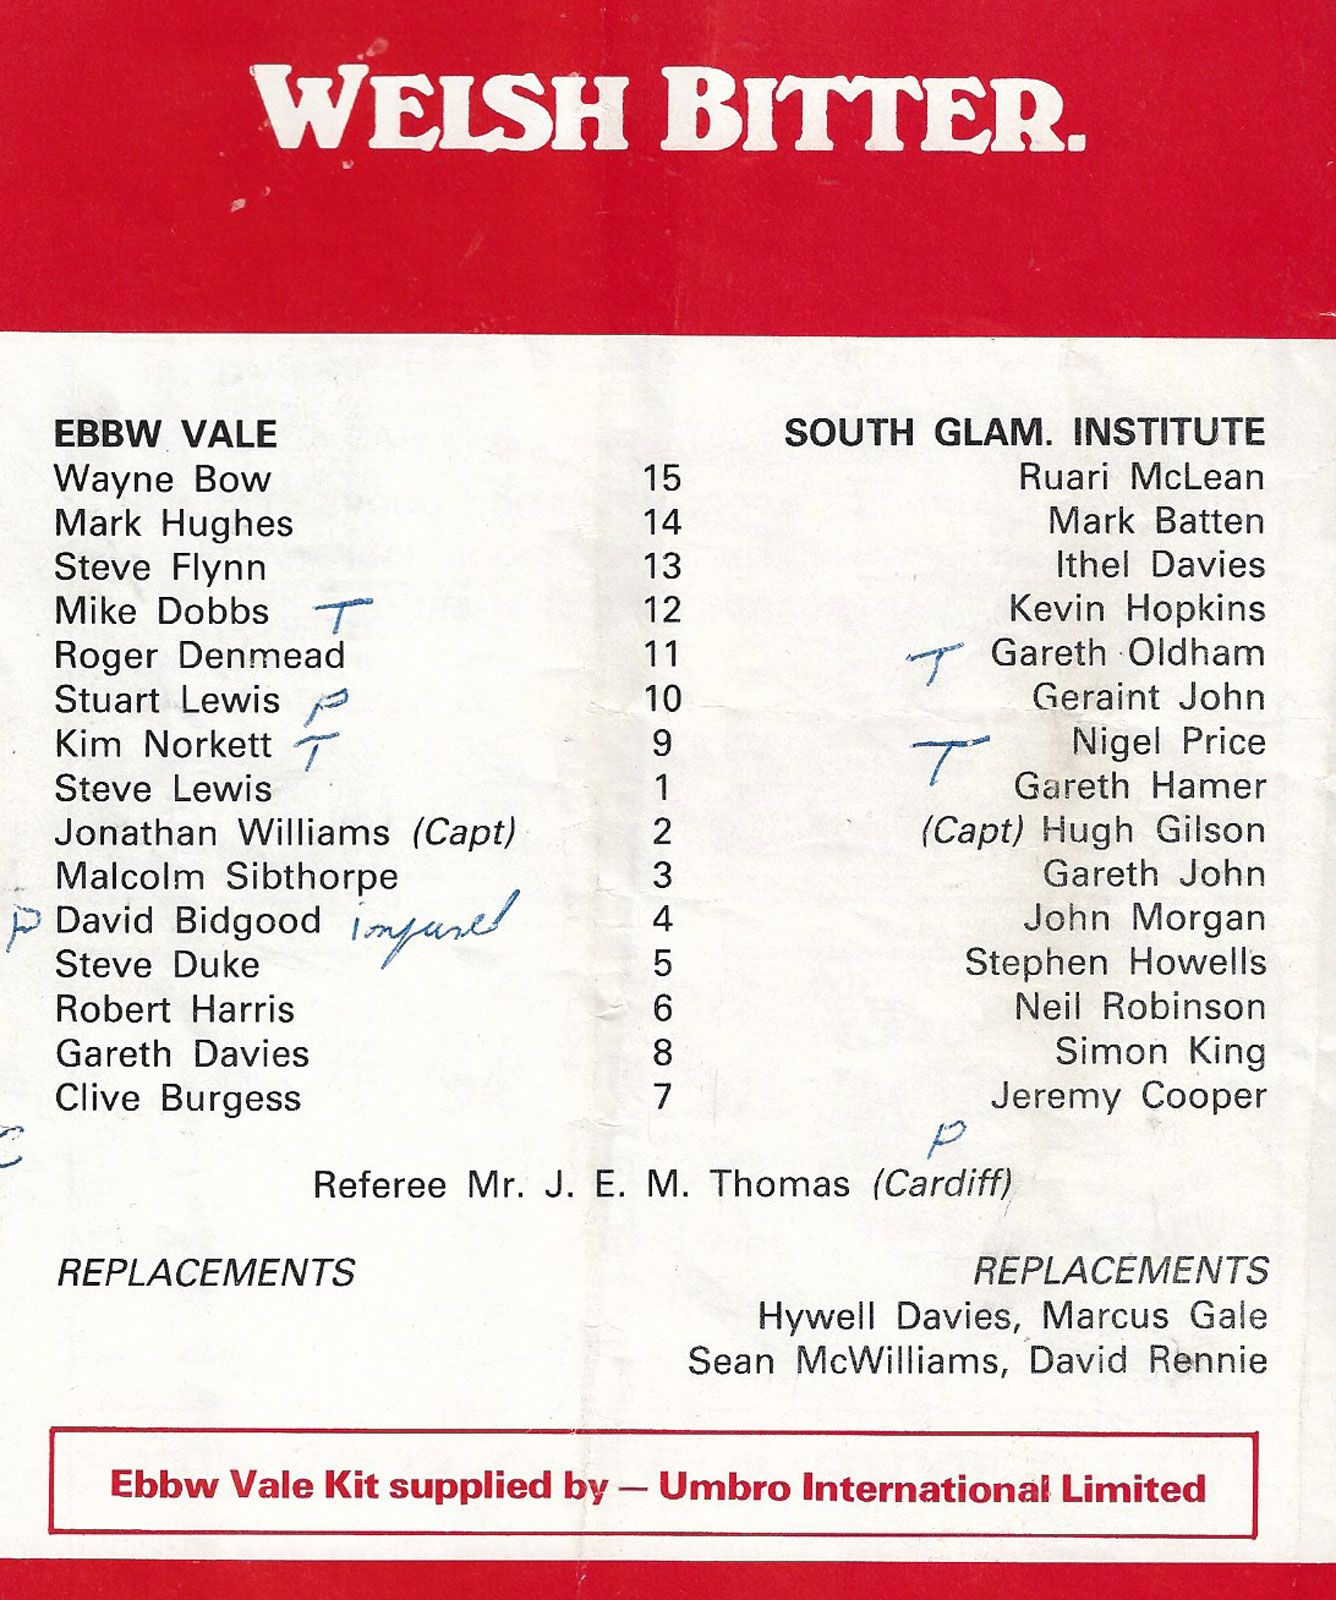 WELSH BITTER.
EBBW VALE SOUTH GLAM. INSTITUTE
Wayne Bow 15 Ruari McLean
Mark Hughes 14 Mark Batten
Steve Flynn 13 Ithel Davies
Mike Dobbs T 12 Kevin Hopkins
Roger Denmead 11 T Gareth Oldham
Stuart Lewis P 10 Geraint John
Kim Norkett T 9 T Nigel Price
Steve Lewis 1 Gareth Hamer
Jonathan Williams (Capt) 2 (Capt) Hugh Gilson
Malcolm Sibthorpe 3 Gareth John
P David Bidgood injured 4 John Morgan
Steve Duke 5 Stephen Howells
Robert Harris 6 Neil Robinson
Gareth Davies 8 Simon King
Clive Burgess 7 Jeremy Cooper
C P
Referee Mr. J. E. M. Thomas (Cardiff)
REPLACEMENTS REPLACEMENTS
Hywell Davies, Marcus Gale
Sean McWilliams, David Rennie
Ebbw Vale Kit supplied by — Umbro International Limited